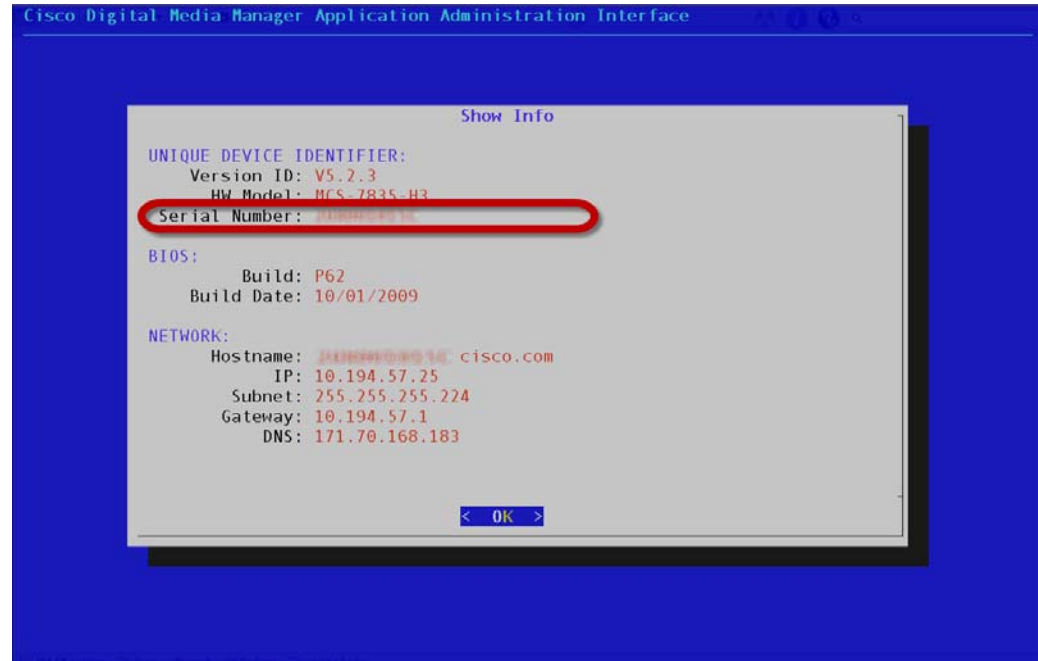 Cisco Digital Media Manager Application Administration Interface
Show Info
UNIQUE DEVICE IDENTIFIER:
Version ID: V5.2.3
HW Model: MCS-7835-H3
Serial Number:
BIOS:
Build: P62
Build Date: 10/01/2009
NETWORK:
Hostname: cisco.com
IP: 10.194.57.25
Subnet: 255.255.255.224
Gateway: 10.194.57.1
DNS: 171.70.168.183
< OK >